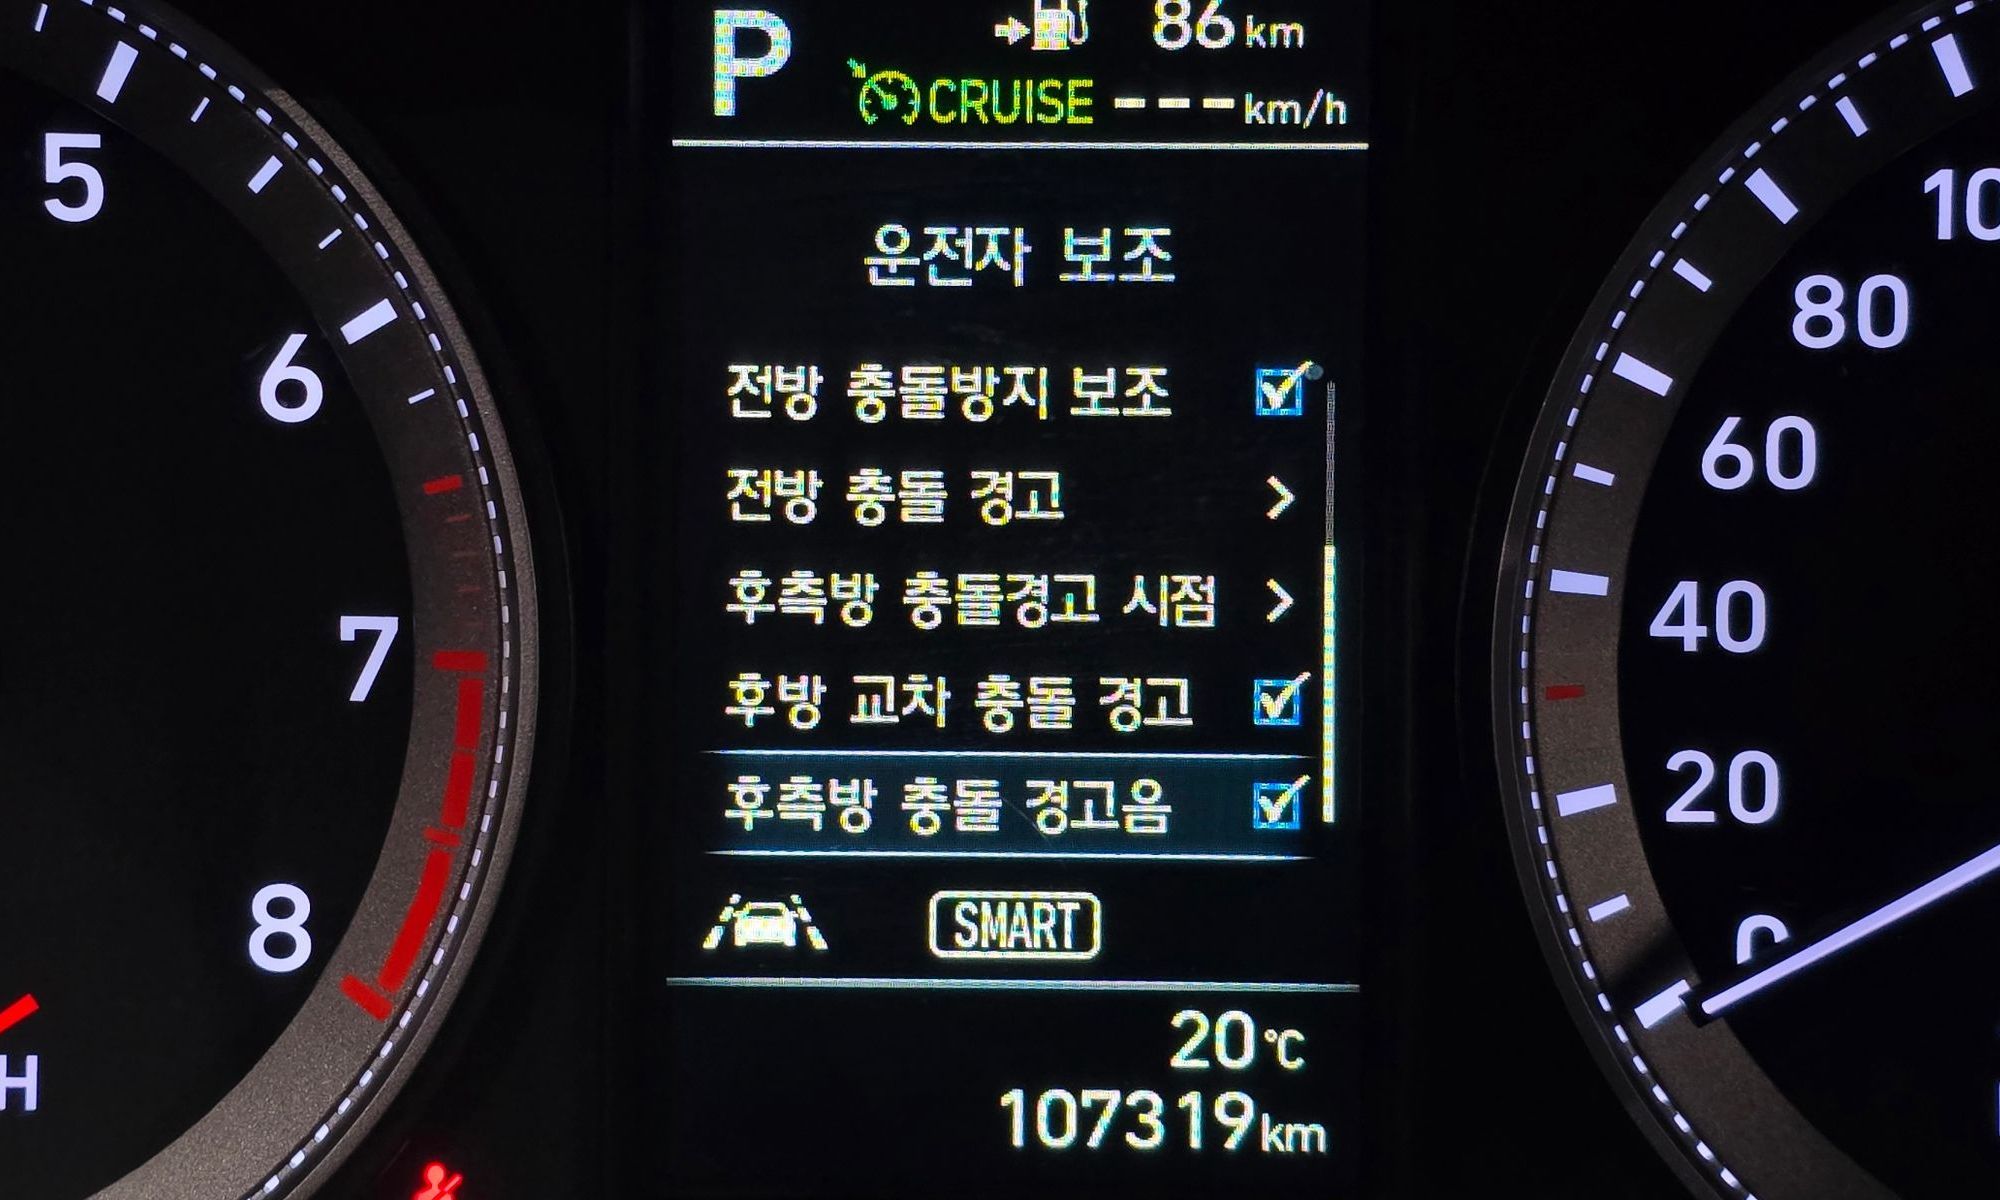 P
86 km
CRUISE --- km/h
운전자 보조
전방 충돌방지 보조
전방 충돌 경고 >
후측방 충돌경고 시점 >
후방 교차 충돌 경고
후측방 충돌 경고음
SMART
20 °C
107319 km
5
6
7
8
H
100
80
60
40
20
0